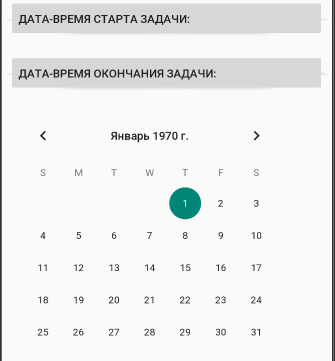 ДАТА-ВРЕМЯ СТАРТА ЗАДАЧИ:
ДАТА-ВРЕМЯ ОКОНЧАНИЯ ЗАДАЧИ:
Январь 1970 г.
S M T W T F S
1 2 3
4 5 6 7 8 9 10
11 12 13 14 15 16 17
18 19 20 21 22 23 24
25 26 27 28 29 30 31